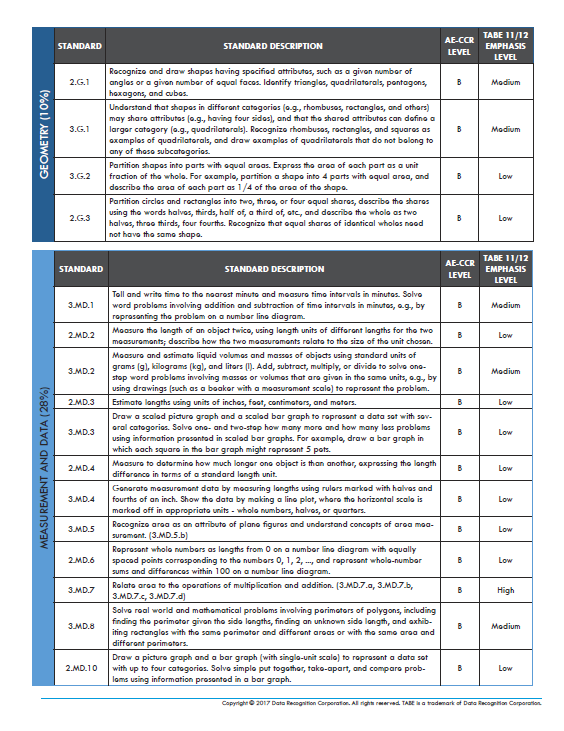 GEOMETRY (10%)
STANDARD STANDARD DESCRIPTION AE-CCR LEVEL TABE 11/12 EMPHASIS LEVEL
2.G.1 Recognize and draw shapes having specified attributes, such as a given number of
angles or a given number of equal faces. Identify triangles, quadrilaterals, pentagons,
hexagons, and cubes. B Medium
3.G.1 Understand that shapes in different categories (e.g., rhombuses, rectangles, and others)
may share attributes (e.g., having four sides), and that the shared attributes can define a
larger category (e.g., quadrilaterals). Recognize rhombuses, rectangles, and squares as
examples of quadrilaterals, and draw examples of quadrilaterals that do not belong to
any of these subcategories. B Medium
3.G.2 Partition shapes into parts with equal areas. Express the area of each part as a unit
fraction of the whole. For example, partition a shape into 4 parts with equal area, and
describe the area of each part as 1/4 of the area of the shape. B Low
2.G.3 Partition circles and rectangles into two, three, or four equal shares, describe the shares
using the words halves, thirds, half of, a third of, etc., and describe the whole as two
halves, three thirds, four fourths. Recognize that equal shares of identical wholes need
not have the same shape. B Low
MEASUREMENT AND DATA (28%)
STANDARD STANDARD DESCRIPTION AE-CCR LEVEL TABE 11/12 EMPHASIS LEVEL
3.MD.1 Tell and write time to the nearest minute and measure time intervals in minutes. Solve
word problems involving addition and subtraction of time intervals in minutes, e.g., by
representing the problem on a number line diagram. B Medium
2.MD.2 Measure the length of an object twice, using length units of different lengths for the two
measurements; describe how the two measurements relate to the size of the unit chosen. B Low
3.MD.2 Measure and estimate liquid volumes and masses of objects using standard units of
grams (g), kilograms (kg), and liters (l). Add, subtract, multiply, or divide to solve one-
step word problems involving masses or volumes that are given in the same units, e.g., by
using drawings (such as a beaker with a measurement scale) to represent the problem. B Medium
2.MD.3 Estimate lengths using units of inches, feet, centimeters, and meters. B Low
3.MD.3 Draw a scaled picture graph and a scaled bar graph to represent a data set with sev-
eral categories. Solve one- and two-step how many more and how many less problems
using information presented in scaled bar graphs. For example, draw a bar graph in
which each square in the bar graph might represent 5 pets. B Low
2.MD.4 Measure to determine how much longer one object is than another, expressing the length
difference in terms of a standard length unit. B Low
3.MD.4 Generate measurement data by measuring lengths using rulers marked with halves and
fourths of an inch. Show the data by making a line plot, where the horizontal scale is
marked off in appropriate units - whole numbers, halves, or quarters. B Low
3.MD.5 Recognize area as an attribute of plane figures and understand concepts of area mea-
surement. (3.MD.5.b) B Low
2.MD.6 Represent whole numbers as lengths from 0 on a number line diagram with equally
spaced points corresponding to the numbers 0, 1, 2, ..., and represent whole-number
sums and differences within 100 on a number line diagram. B Low
3.MD.7 Relate area to the operations of multiplication and addition. (3.MD.7.a, 3.MD.7.b,
3.MD.7.c, 3.MD.7.d) B High
3.MD.8 Solve real world and mathematical problems involving perimeters of polygons, including
finding the perimeter given the side lengths, finding an unknown side length, and exhib-
iting rectangles with the same perimeter and different areas or with the same area and
different perimeters. B Medium
2.MD.10 Draw a picture graph and a bar graph (with single-unit scale) to represent a data set
with up to four categories. Solve simple put together, take-apart, and compare prob-
lems using information presented in a bar graph. B Low
Copyright © 2017 Data Recognition Corporation. All rights reserved. TABE is a trademark of Data Recognition Corporation.